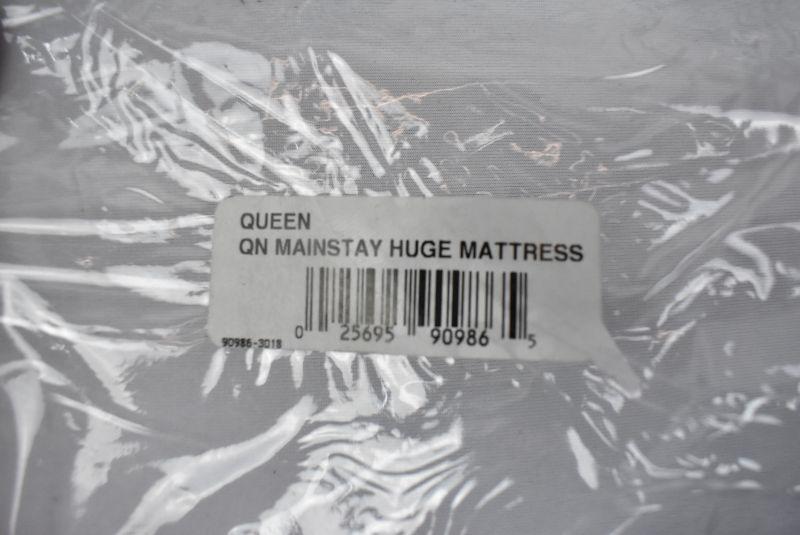 QUEEN
QN MAINSTAY HUGE MATTRESS
0 25695 90986 5
90986-3018